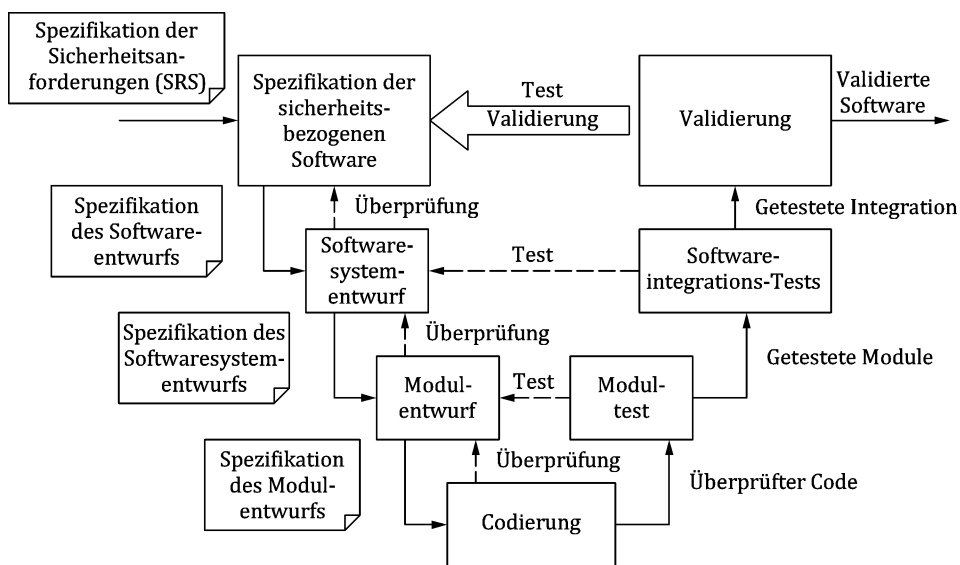 Spezifikation der
Sicherheitsan-
forderungen (SRS)
Spezifikation der
sicherheits-
bezogenen
Software
Test
Validierung
Validierung
Validierte
Software
Spezifikation
des Software-
entwurfs
Überprüfung
Getestete Integration
Software-
system-
entwurf
Test
Software-
integrations-Tests
Spezifikation des
Softwaresystem-
entwurfs
Überprüfung
Getestete Module
Modul-
entwurf
Test
Modul-
test
Spezifikation
des Modul-
entwurfs
Überprüfung
Überprüfter Code
Codierung